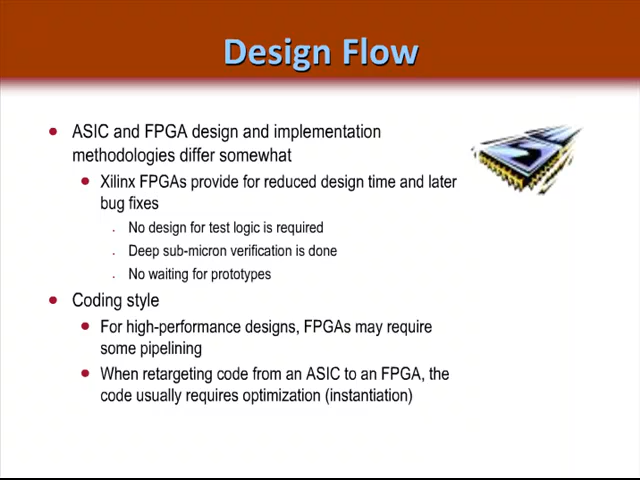 Design Flow
ASIC and FPGA design and implementation
methodologies differ somewhat
Xilinx FPGAs provide for reduced design time and later
bug fixes
No design for test logic is required
Deep sub-micron verification is done
No waiting for prototypes
Coding style
For high-performance designs, FPGAs may require
some pipelining
When retargeting code from an ASIC to an FPGA, the
code usually requires optimization (instantiation)